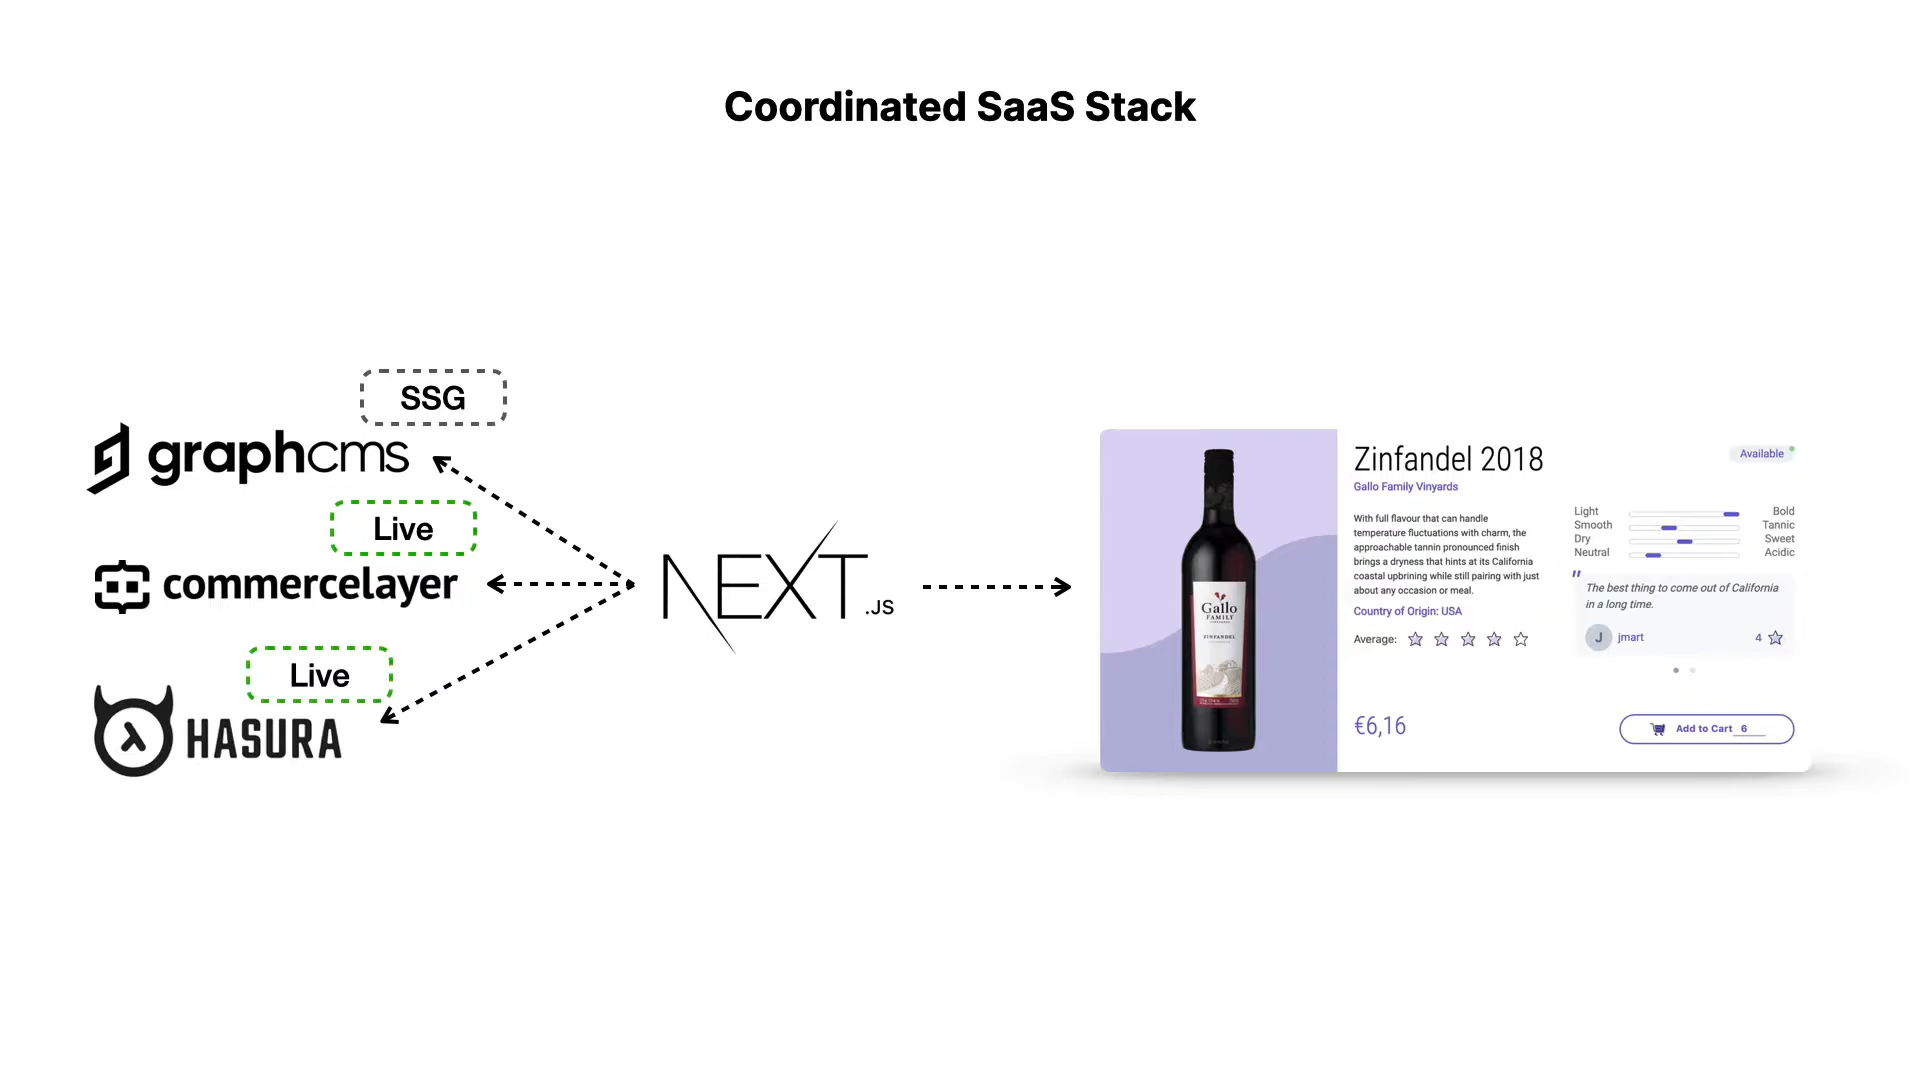 Coordinated SaaS Stack
SSG
graphcms
Live
commercelayer
Live
HASURA
NEXT.JS
Gallo
FAMILY
ZINFANDEL
Zinfandel 2018
Gallo Family Vinyards
Available
With full flavour that can handle
temperature fluctuations with charm, the
approachable tannin pronounced finish
brings a dryness that hints at its California
coastal upbrining while still pairing with just
about any occasion or meal.
Country of Origin: USA
Average:
€6,16
Light Bold
Smooth Tannic
Dry Sweet
Neutral Acidic
"
The best thing to come out of California
in a long time.
J jmart 4
Add to Cart 6